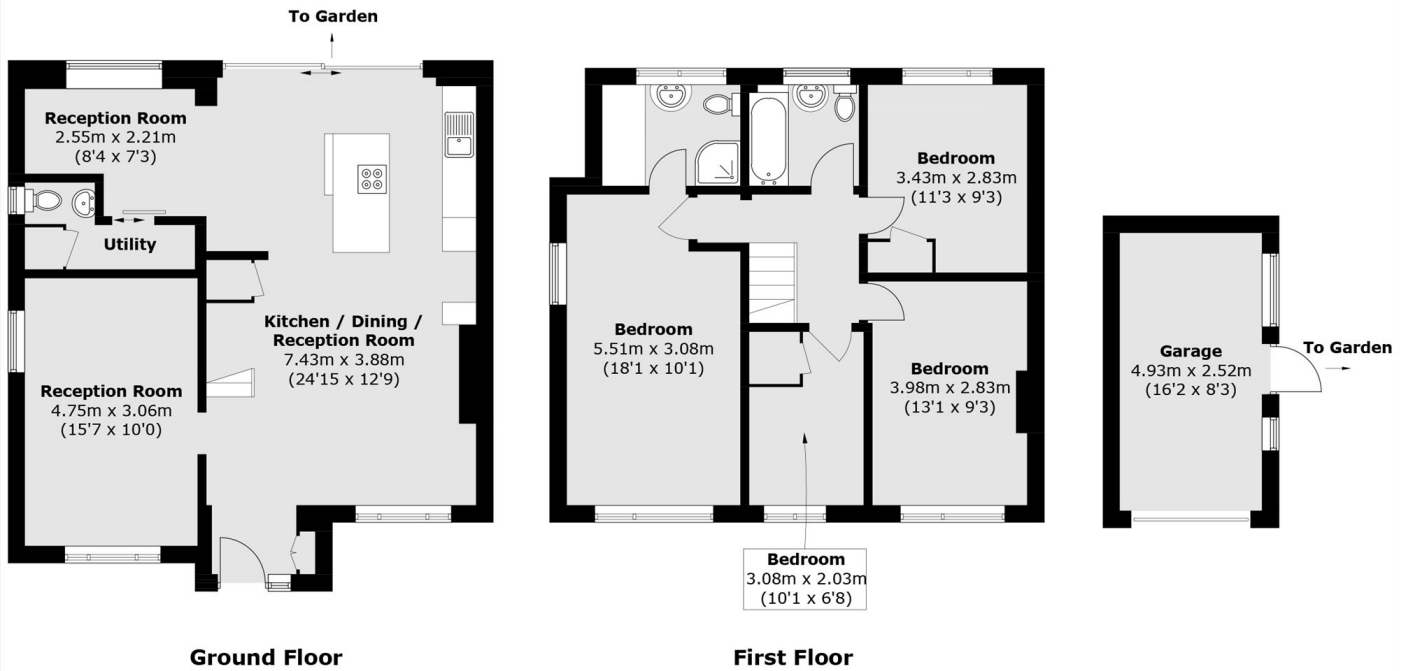 To Garden
Reception Room
2.55m x 2.21m
(8'4 x 7'3)
Utility
Kitchen / Dining /
Reception Room
7.43m x 3.88m
(24'15 x 12'9)
Reception Room
4.75m x 3.06m
(15'7 x 10'0)
Ground Floor
Bedroom
3.43m x 2.83m
(11'3 x 9'3)
Bedroom
5.51m x 3.08m
(18'1 x 10'1)
Bedroom
3.98m x 2.83m
(13'1 x 9'3)
Bedroom
3.08m x 2.03m
(10'1 x 6'8)
First Floor
Garage
4.93m x 2.52m
(16'2 x 8'3)
To Garden